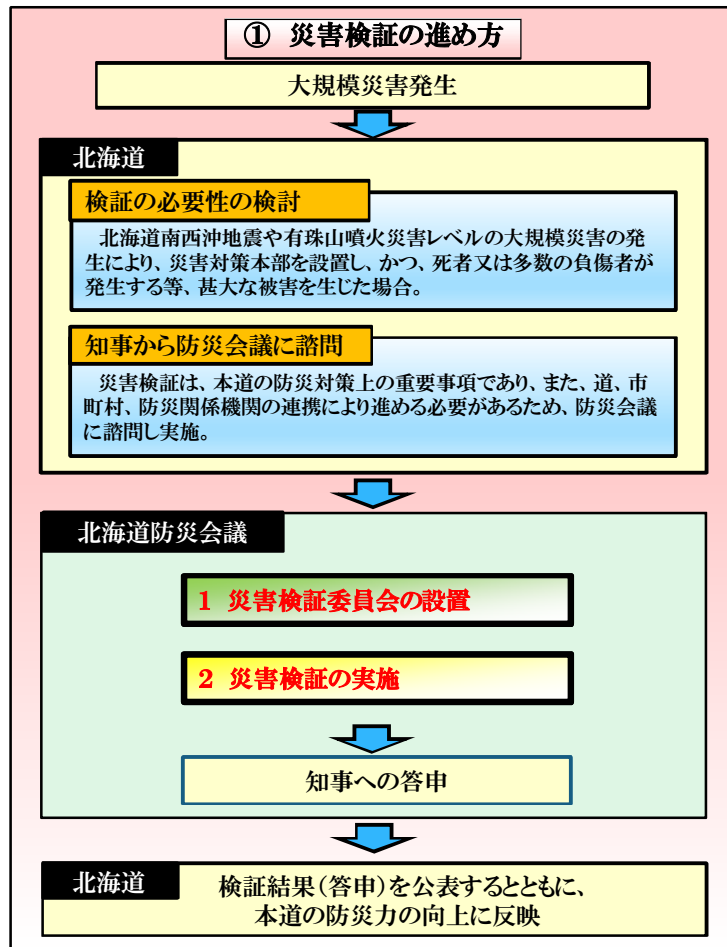 ① 災害検証の進め方
大規模災害発生
北海道
検証の必要性の検討
北海道南西沖地震や有珠山噴火災害レベルの大規模災害の発
生により、災害対策本部を設置し、かつ、死者又は多数の負傷者が
発生する等、甚大な被害を生じた場合。
知事から防災会議に諮問
災害検証は、本道の防災対策上の重要事項であり、また、道、市
町村、防災関係機関の連携により進める必要があるため、防災会議
に諮問し実施。
北海道防災会議
1 災害検証委員会の設置
2 災害検証の実施
知事への答申
北海道
検証結果(答申)を公表するとともに、
本道の防災力の向上に反映